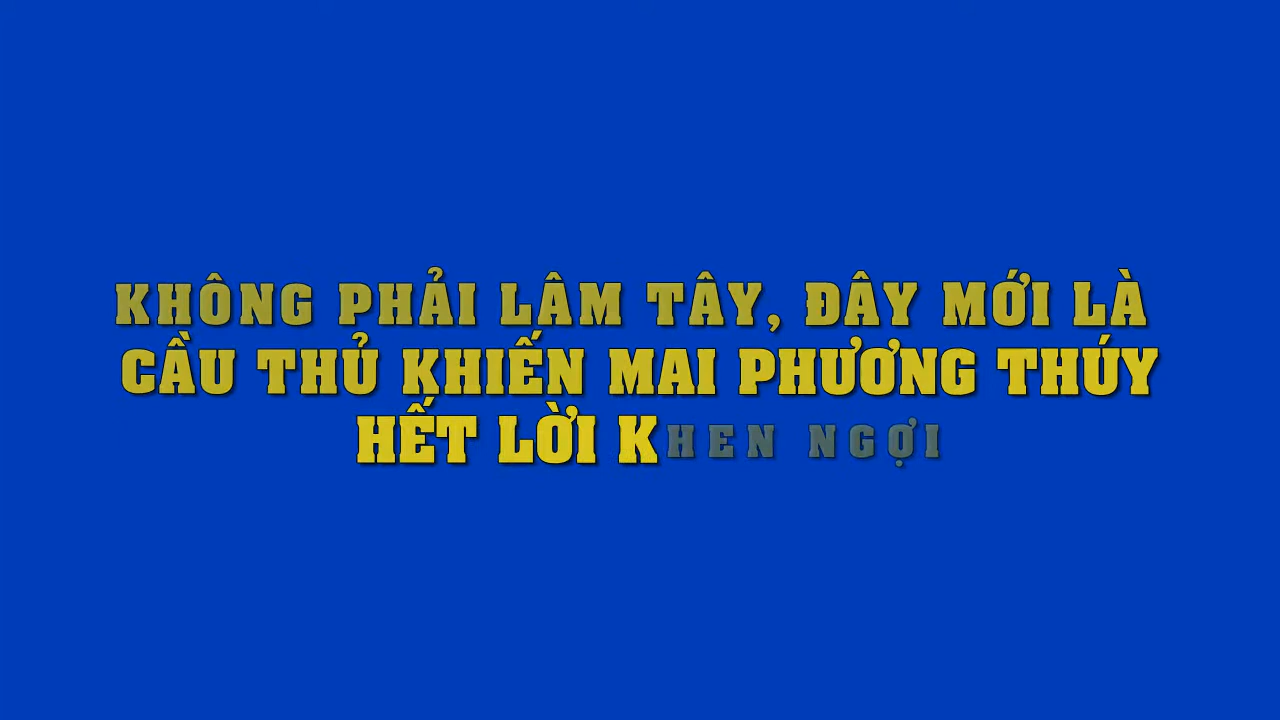 KHÔNG PHẢI LÂM TÂY, ĐÂY MỚI LÀ
CẦU THỦ KHIẾN MAI PHƯƠNG THÚY
HẾT LỜI KHEN NGỢI